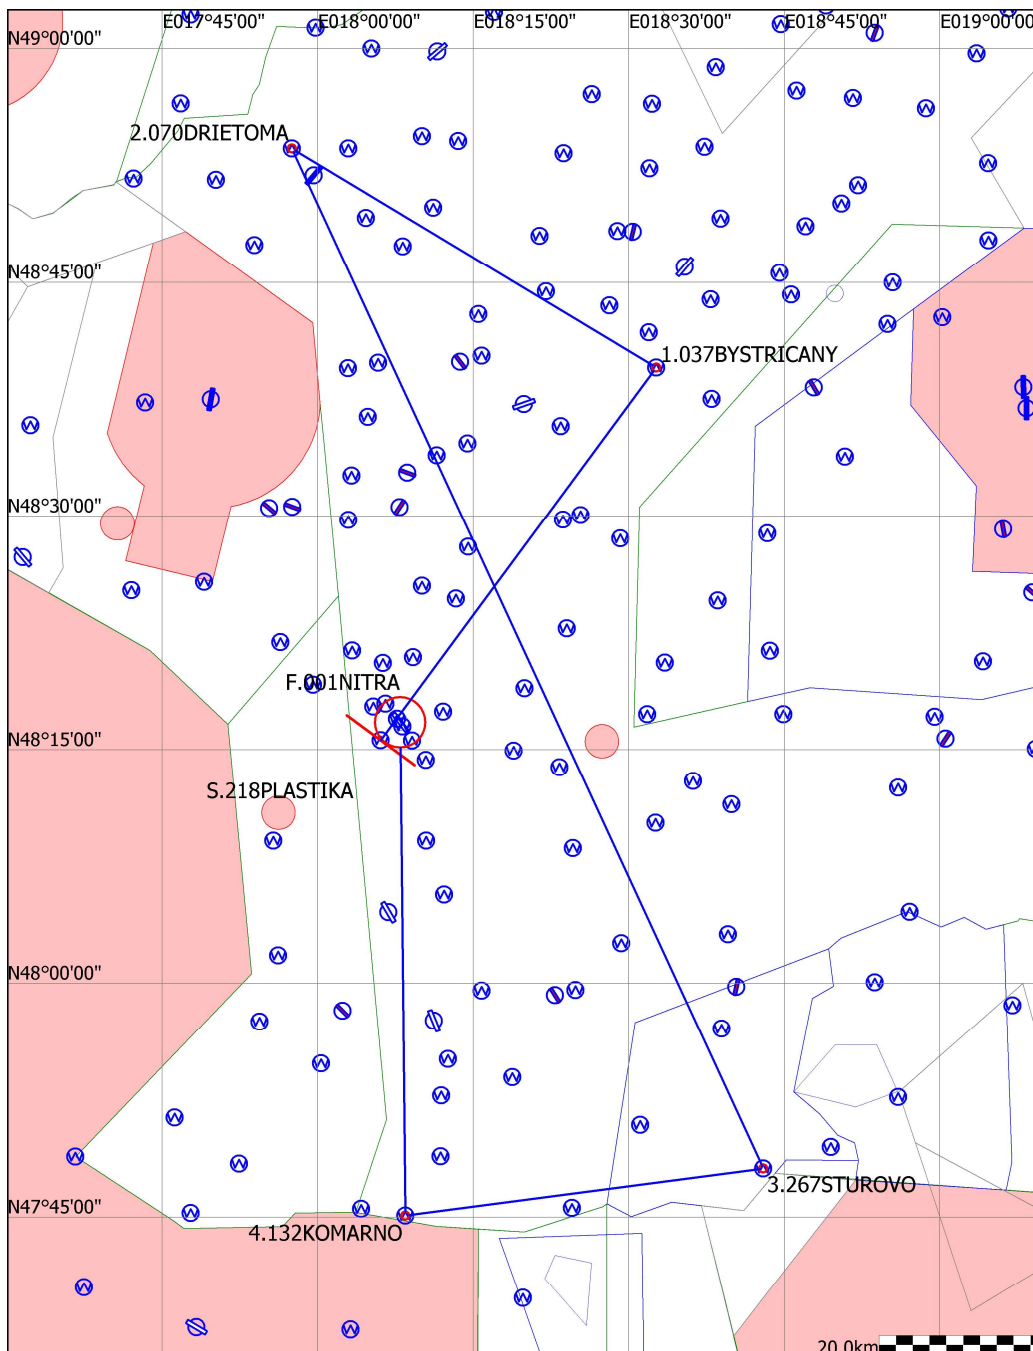 E017°45'00" E018°00'00" E018°15'00" E018°30'00" E018°45'00" E019°00'00"
N49°00'00"
2.070DRIETOMA
N48°45'00"
1.037BYSTRICANY
N48°30'00"
F.001NITRA
N48°15'00"
S.218PLASTIKA
N48°00'00"
3.267STUROVO
N47°45'00"
4.132KOMARNO
20.0km